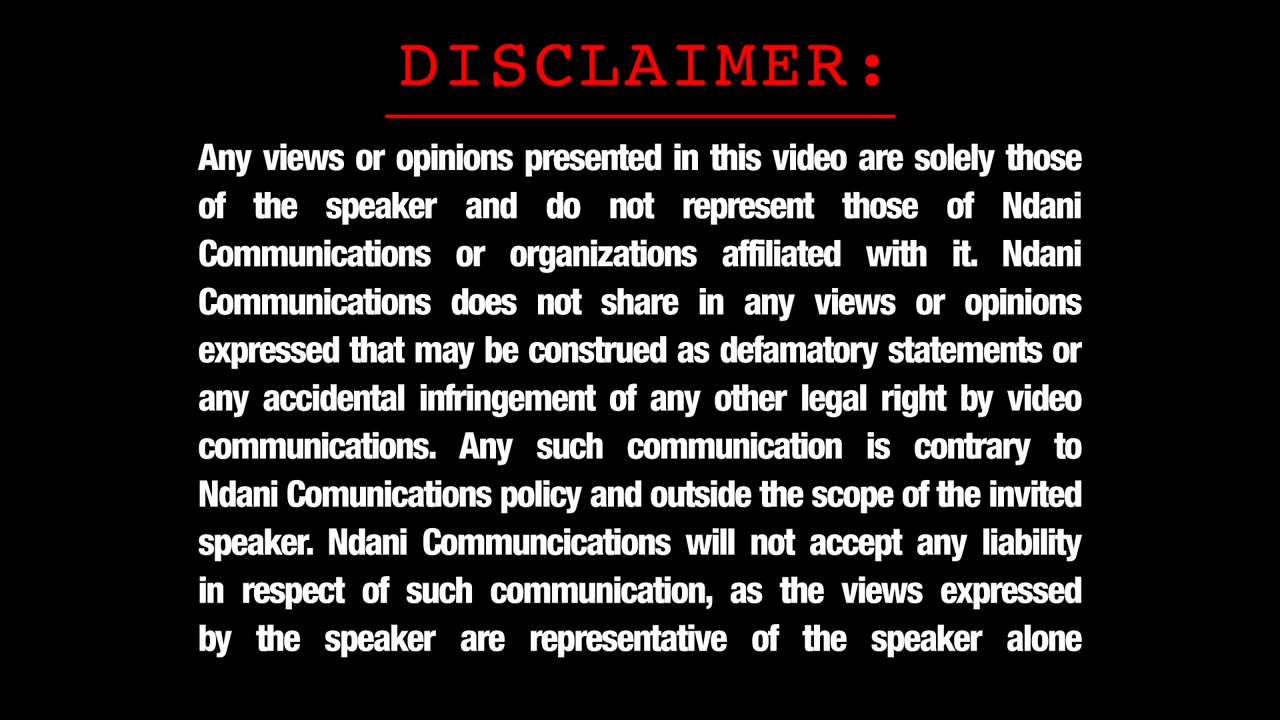 DISCLAIMER:
Any views or opinions presented in this video are solely those
of the speaker and do not represent those of Ndani
Communications or organizations affiliated with it. Ndani
Communications does not share in any views or opinions
expressed that may be construed as defamatory statements or
any accidental infringement of any other legal right by video
communications. Any such communication is contrary to
Ndani Comunications policy and outside the scope of the invited
speaker. Ndani Communcications will not accept any liability
in respect of such communication, as the views expressed
by the speaker are representative of the speaker alone